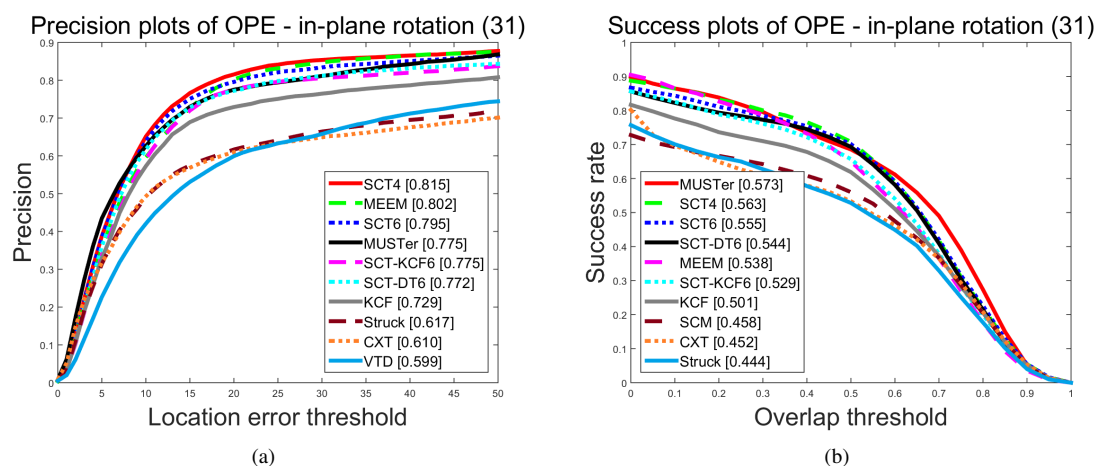 Precision plots of OPE - in-plane rotation (31)
Precision
0.9
0.8
0.7
0.6
0.5
0.4
0.3
0.2
0.1
0
SCT4 [0.815]
MEEM [0.802]
SCT6 [0.795]
MUSTer [0.775]
SCT-KCF6 [0.775]
SCT-DT6 [0.772]
KCF [0.729]
Struck [0.617]
CXT [0.610]
VTD [0.599]
0 5 10 15 20 25 30 35 40 45 50
Location error threshold
(a)
Success plots of OPE - in-plane rotation (31)
Success rate
1
0.9
0.8
0.7
0.6
0.5
0.4
0.3
0.2
0.1
0
MUSTer [0.573]
SCT4 [0.563]
SCT6 [0.555]
SCT-DT6 [0.544]
MEEM [0.538]
SCT-KCF6 [0.529]
KCF [0.501]
SCM [0.458]
CXT [0.452]
Struck [0.444]
0 0.1 0.2 0.3 0.4 0.5 0.6 0.7 0.8 0.9 1
Overlap threshold
(b)